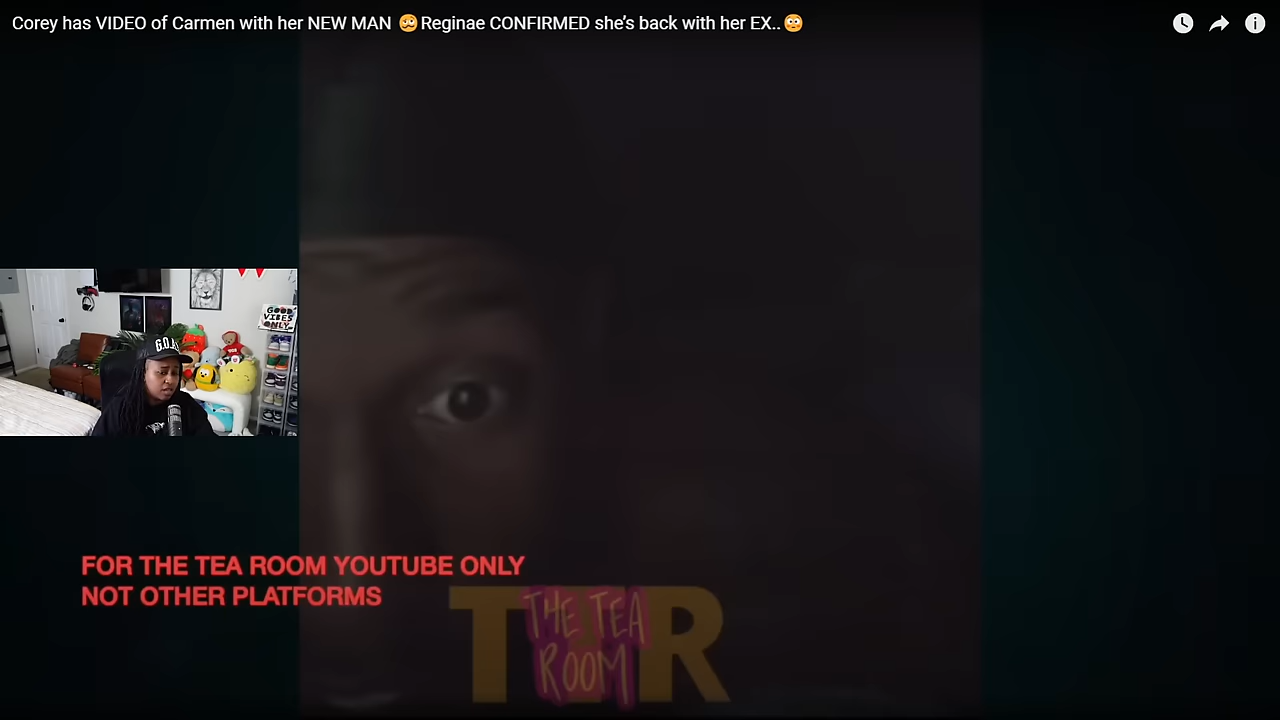 Corey has VIDEO of Carmen with her NEW MAN 🥴Reginae CONFIRMED she’s back with her EX..😳
GOOD
VIBES
ONLY
G.O.A
FOR THE TEA ROOM YOUTUBE ONLY
NOT OTHER PLATFORMS
T R
THE TEA
ROOM